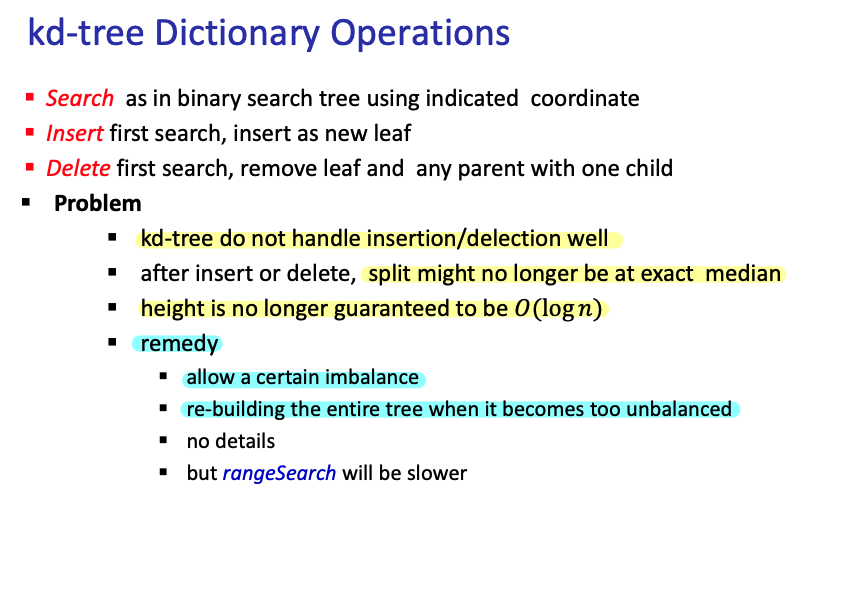 kd-tree Dictionary Operations
▪ Search as in binary search tree using indicated coordinate
▪ Insert first search, insert as new leaf
▪ Delete first search, remove leaf and any parent with one child
▪ Problem
▪ kd-tree do not handle insertion/delection well
▪ after insert or delete, split might no longer be at exact median
▪ height is no longer guaranteed to be O(log n)
▪ remedy
▪ allow a certain imbalance
▪ re-building the entire tree when it becomes too unbalanced
▪ no details
▪ but rangeSearch will be slower